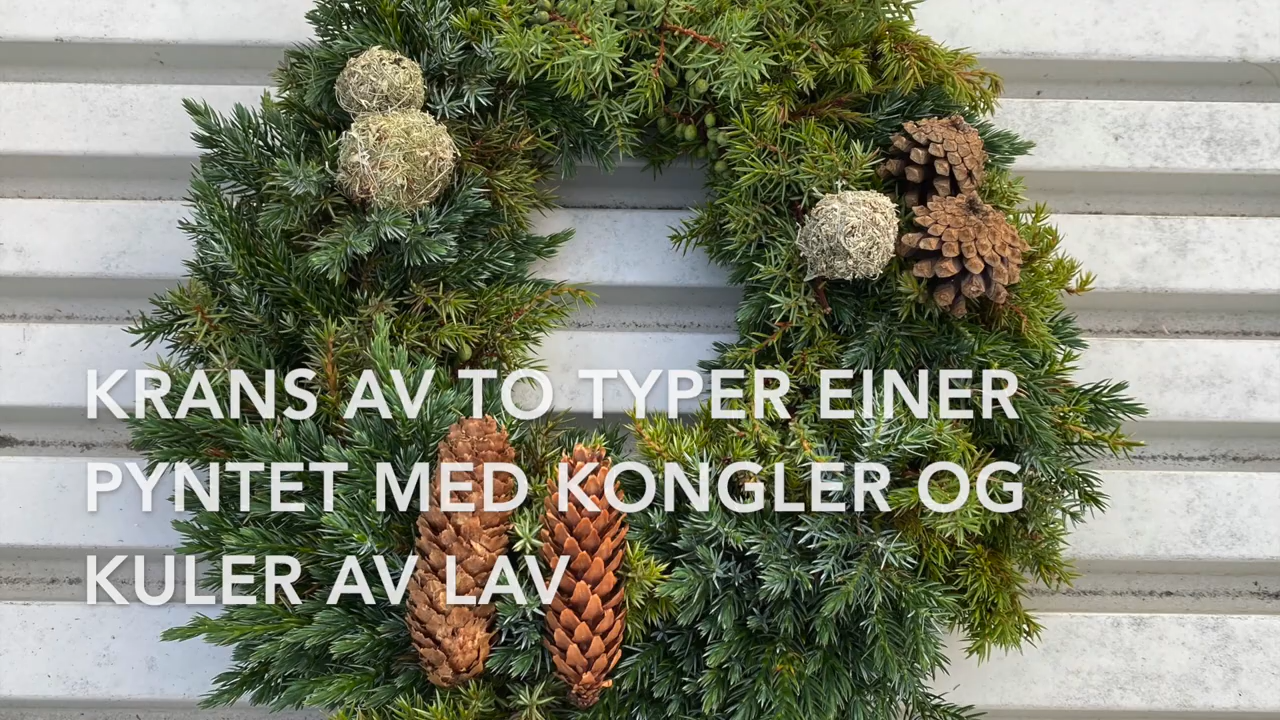 KRANS AV TO TYPER EINER
PYNTET MED KONGLER OG
KULER AV LAV